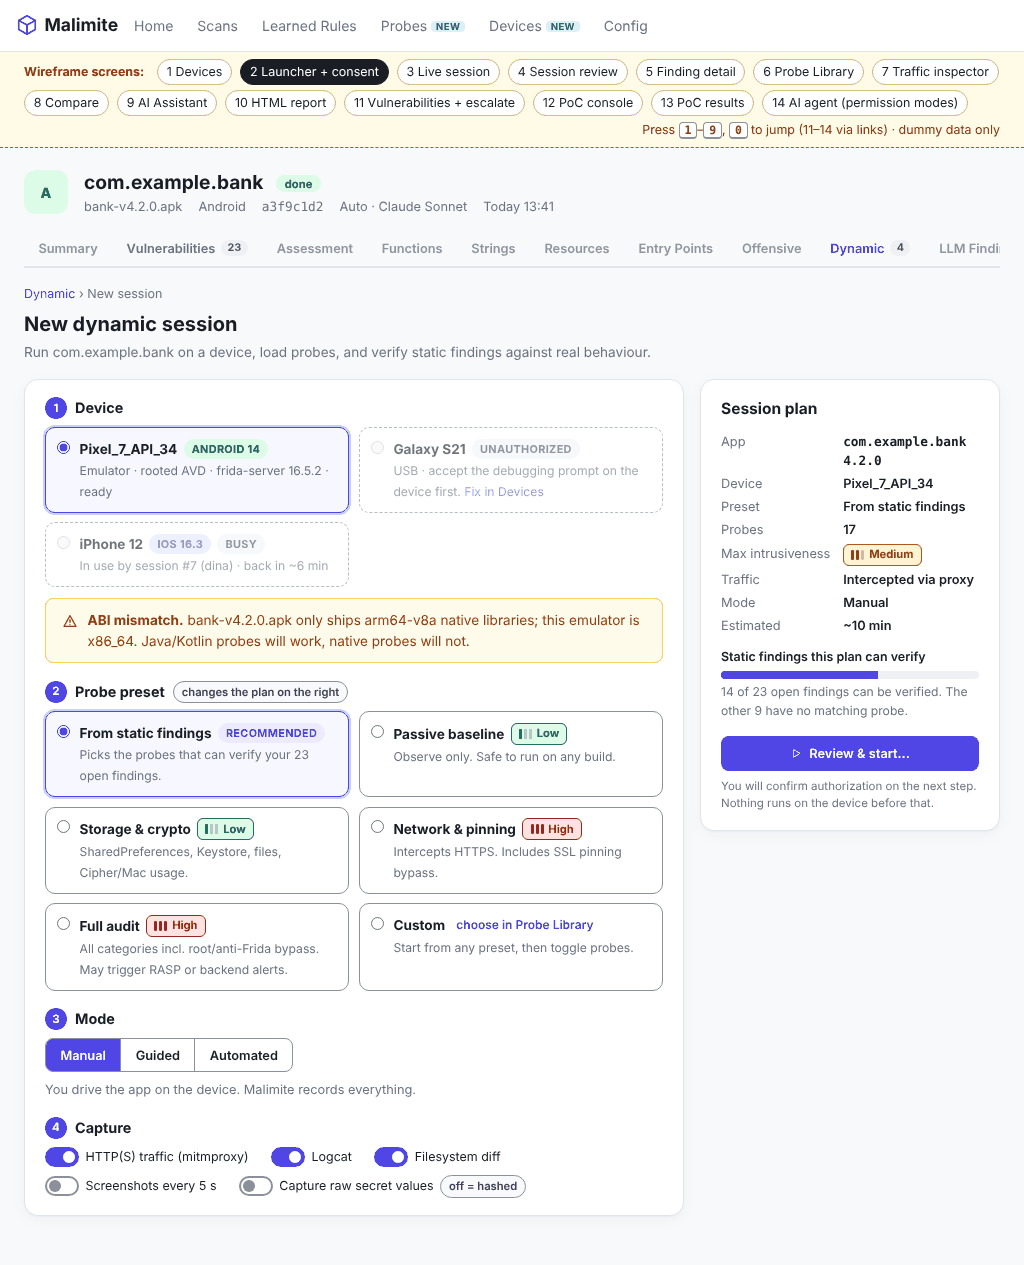 Malimite Home Scans Learned Rules Probes NEW Devices NEW Config
Wireframe screens: 1 Devices 2 Launcher + consent 3 Live session 4 Session review 5 Finding detail 6 Probe Library 7 Traffic inspector
8 Compare 9 AI Assistant 10 HTML report 11 Vulnerabilities + escalate 12 PoC console 13 PoC results 14 AI agent (permission modes)
Press 1–9, 0 to jump (11–14 via links) · dummy data only
A
com.example.bank done
bank-v4.2.0.apk Android a3f9c1d2 Auto · Claude Sonnet Today 13:41
Summary Vulnerabilities 23 Assessment Functions Strings Resources Entry Points Offensive Dynamic 4 LLM Findi
Dynamic › New session
New dynamic session
Run com.example.bank on a device, load probes, and verify static findings against real behaviour.
1 Device
Pixel_7_API_34 ANDROID 14
Emulator · rooted AVD · frida-server 16.5.2 ·
ready
Galaxy S21 UNAUTHORIZED
USB · accept the debugging prompt on the
device first. Fix in Devices
iPhone 12 IOS 16.3 BUSY
In use by session #7 (dina) · back in ~6 min
ABI mismatch. bank-v4.2.0.apk only ships arm64-v8a native libraries; this emulator is
x86_64. Java/Kotlin probes will work, native probes will not.
2 Probe preset changes the plan on the right
From static findings RECOMMENDED
Picks the probes that can verify your 23
open findings.
Passive baseline Low
Observe only. Safe to run on any build.
Storage & crypto Low
SharedPreferences, Keystore, files,
Cipher/Mac usage.
Network & pinning High
Intercepts HTTPS. Includes SSL pinning
bypass.
Full audit High
All categories incl. root/anti-Frida bypass.
May trigger RASP or backend alerts.
Custom choose in Probe Library
Start from any preset, then toggle probes.
3 Mode
Manual Guided Automated
You drive the app on the device. Malimite records everything.
4 Capture
HTTP(S) traffic (mitmproxy) Logcat Filesystem diff
Screenshots every 5 s Capture raw secret values off = hashed
Session plan
App com.example.bank
4.2.0
Device Pixel_7_API_34
Preset From static findings
Probes 17
Max intrusiveness Medium
Traffic Intercepted via proxy
Mode Manual
Estimated ~10 min
Static findings this plan can verify
14 of 23 open findings can be verified. The
other 9 have no matching probe.
Review & start...
You will confirm authorization on the next step.
Nothing runs on the device before that.